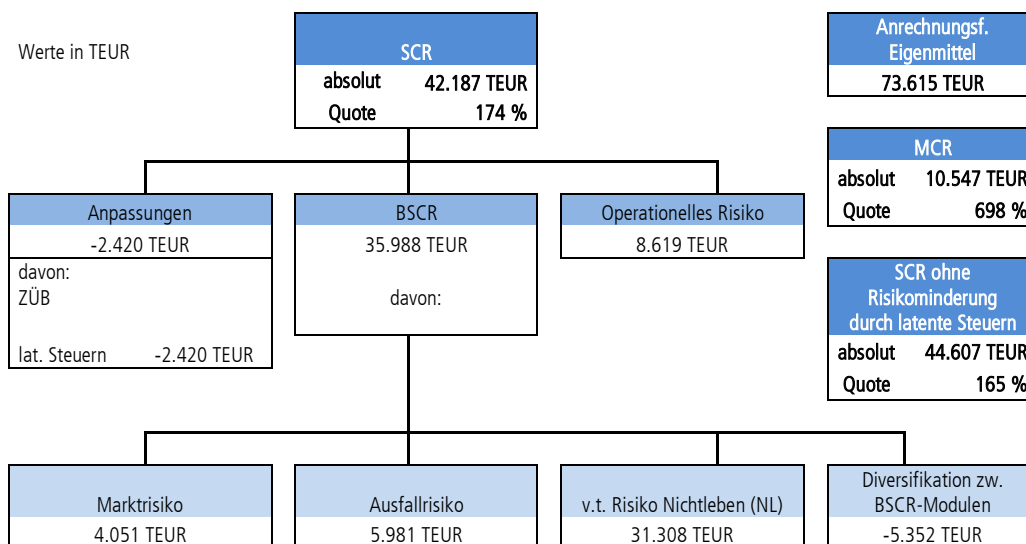 Werte in TEUR
SCR
absolut 42.187 TEUR
Quote 174 %
Anrechnungsf.
Eigenmittel
73.615 TEUR
MCR
absolut 10.547 TEUR
Quote 698 %
Anpassungen
-2.420 TEUR
davon:
ZÜB
lat. Steuern -2.420 TEUR
BSCR
35.988 TEUR
davon:
Operationelles Risiko
8.619 TEUR
SCR ohne
Risikominderung
durch latente Steuern
absolut 44.607 TEUR
Quote 165 %
Marktrisiko
4.051 TEUR
Ausfallrisiko
5.981 TEUR
v.t. Risiko Nichtleben (NL)
31.308 TEUR
Diversifikation zw.
BSCR-Modulen
-5.352 TEUR